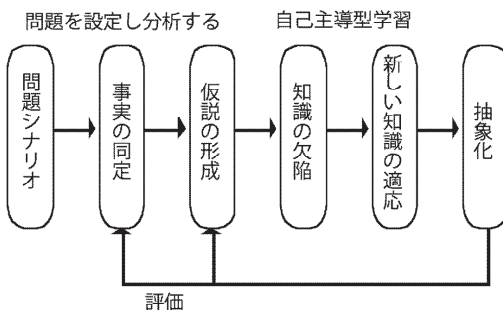 問題を設定し分析する
自己主導型学習
問題シナリオ
事実の同定
仮説の形成
知識の欠陥
新しい知識の適応
抽象化
評価